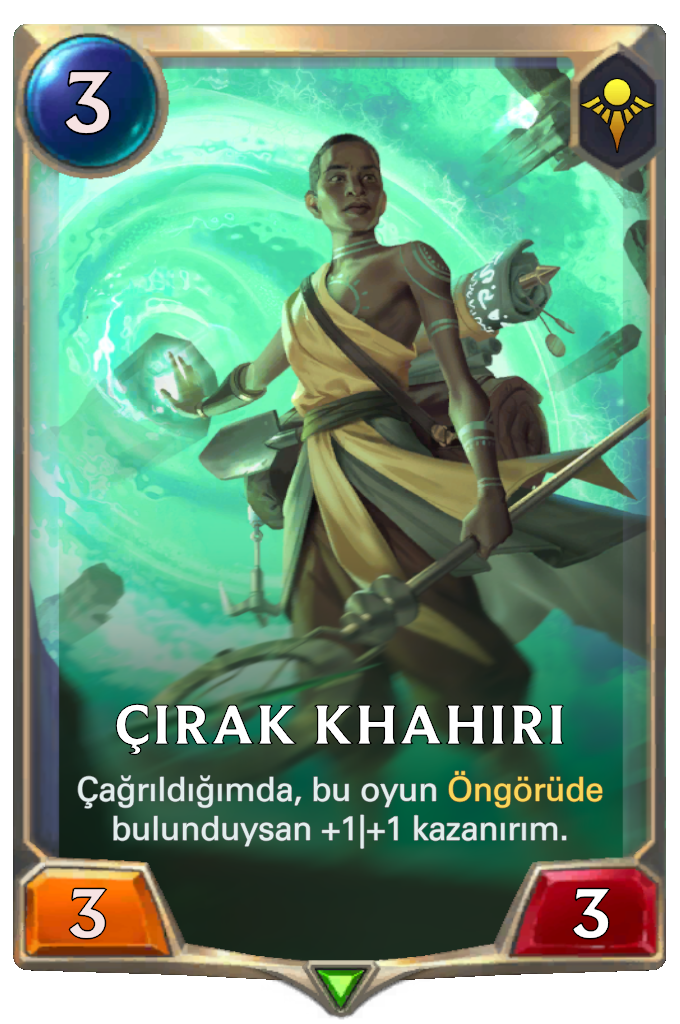 3
ÇIRAK KHAHIRI
Çağrıldığımda, bu oyun Öngörüde
bulunduysan +1|+1 kazanırım.
3
3